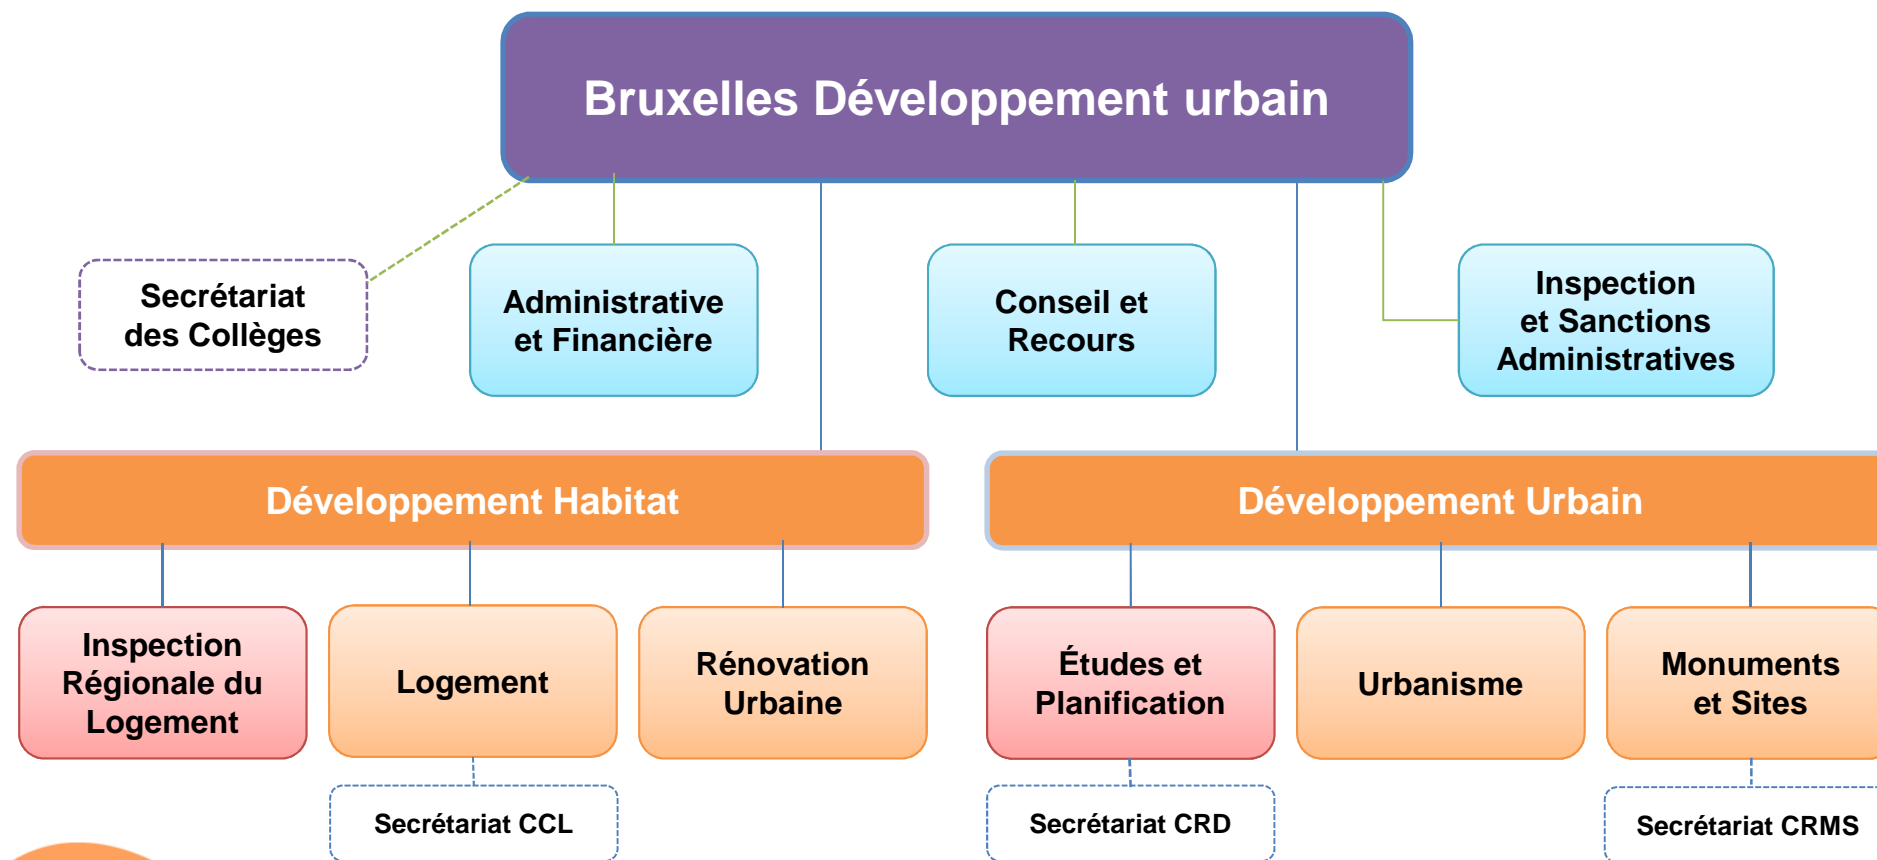 Bruxelles Développement urbain
Secrétariat
des Collèges
Administrative
et Financière
Conseil et
Recours
Inspection
et Sanctions
Administratives
Développement Habitat
Développement Urbain
Inspection
Régionale du
Logement
Logement
Rénovation
Urbaine
Études et
Planification
Urbanisme
Monuments
et Sites
Secrétariat CCL
Secrétariat CRD
Secrétariat CRMS